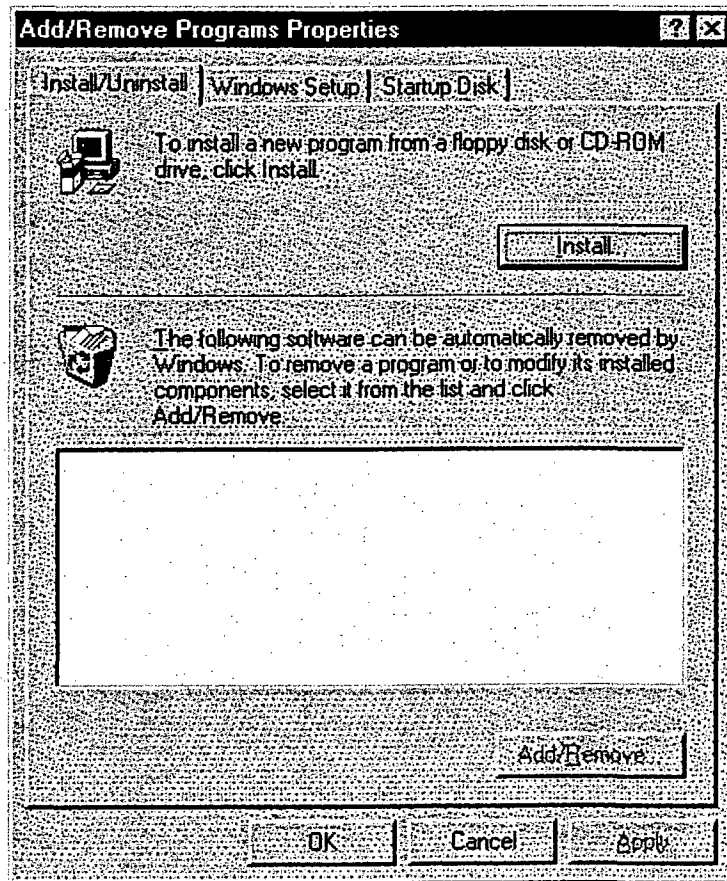 Add/Remove Programs Properties
Install/Uninstall
Windows Setup
Startup Disk
To install a new program from a floppy disk or CD-ROM
drive, click Install.
Install...
The following software can be automatically removed by
Windows. To remove a program or to modify its installed
components, select it from the list and click
Add/Remove.
Add/Remove...
OK
Cancel
Apply